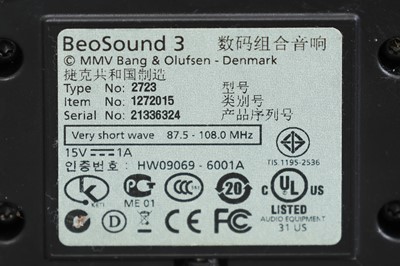 BeoSound 3 数码组合音响
© MMV Bang & Olufsen - Denmark
捷克共和国制造
Type No: 2723 型号
Item No: 1272015 类别号
Serial No: 21336324 产品序列号
Very short wave 87.5 - 108.0 MHz
15V 1A
인증번호: HW09069 - 6001A
TIS 1195-2536
ME 01
20
D
c UL US
LISTED
AUDIO EQUIPMENT
31 US